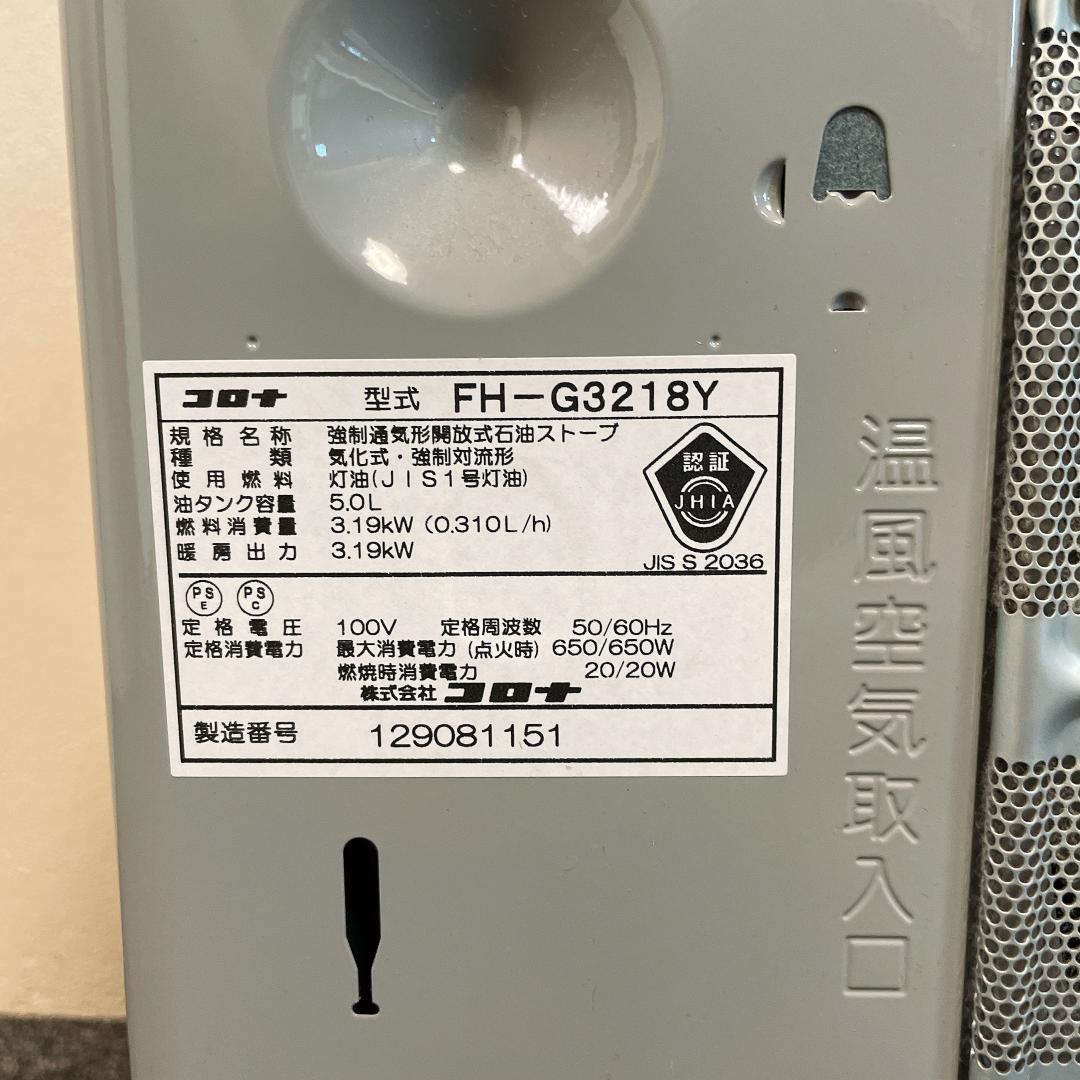 コロナ 型式 FH-G3218Y
規格名称 強制通気形開放式石油ストーブ
種類 気化式・強制対流形
使用燃料 灯油(JIS1号灯油)
油タンク容量 5.0L
燃料消費量 3.19kW (0.310L/h)
暖房出力 3.19kW
認証
JHIA
JIS S 2036
PS E PS C
定格電圧 100V 定格周波数 50/60Hz
定格消費電力 最大消費電力(点火時) 650/650W
燃焼時消費電力 20/20W
株式会社 コロナ
製造番号 129081151
温風空気取入口